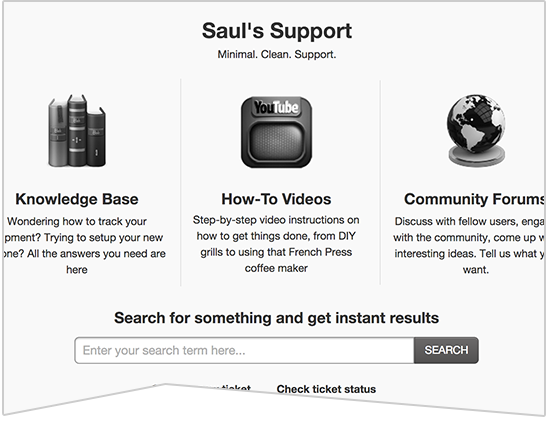 Saul's Support
Minimal. Clean. Support.
YouTube
Knowledge Base
Wondering how to track your
pment? Trying to setup your new
one? All the answers you need are
here
How-To Videos
Step-by-step video instructions on
how to get things done, from DIY
grills to using that French Press
coffee maker
Community Forums
Discuss with fellow users, enga
with the community, come up w
interesting ideas. Tell us what y
want.
Search for something and get instant results
Enter your search term here...
SEARCH
ticket
Check ticket status